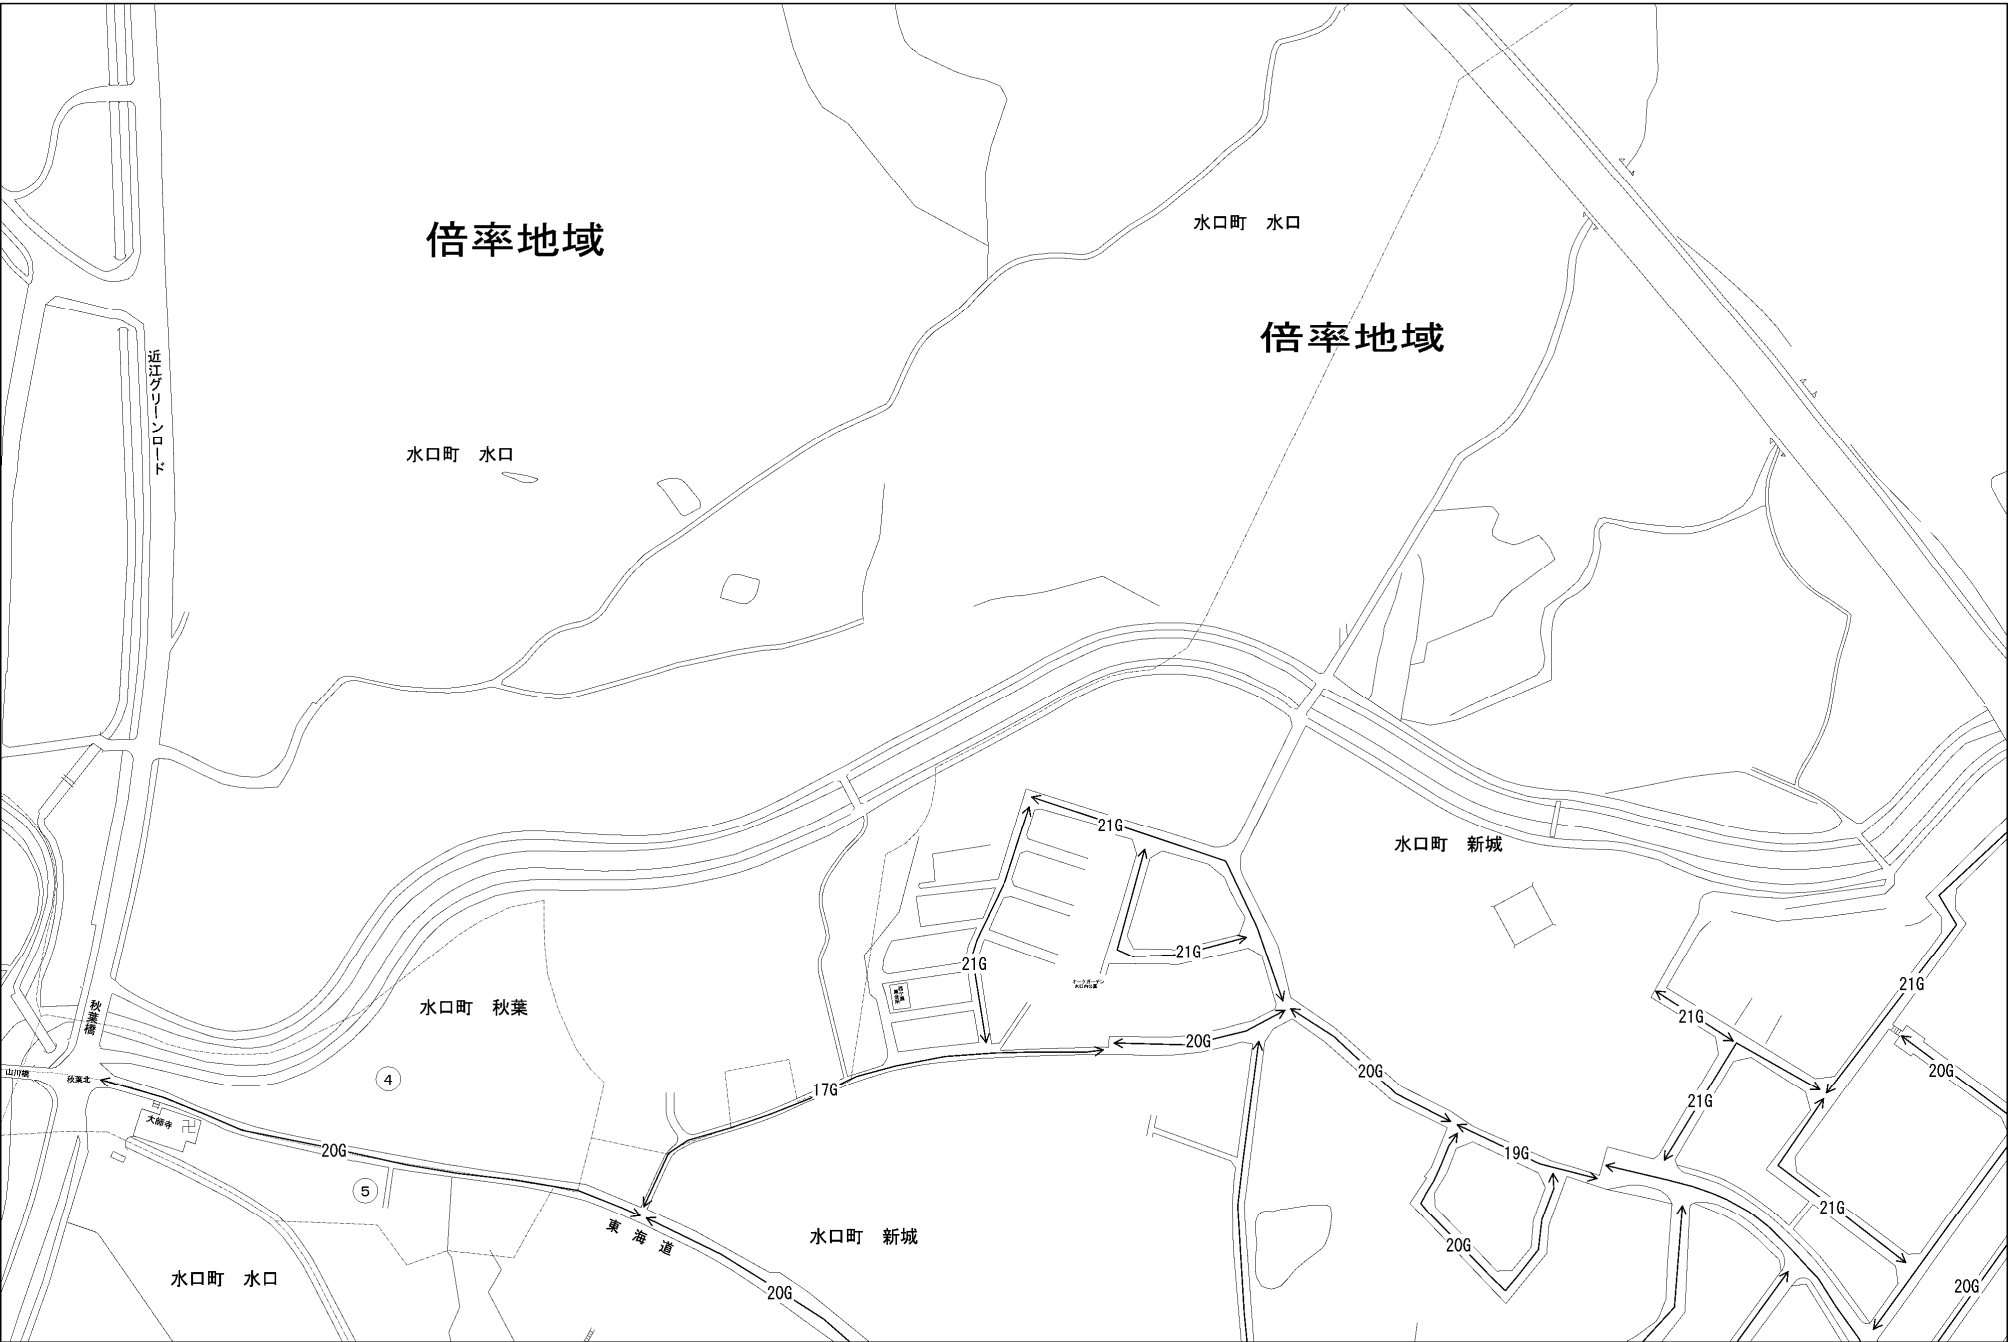 倍率地域
水口町 水口
倍率地域
近江グリーンロード
水口町 水口
21G
水口町 新城
21G
21G
21G
21G
水口町 秋葉
秋葉橋
21G
20G
20G
20G
山川橋
秋葉北
④
17G
21G
大師寺
卍
20G
19G
⑤
21G
東海道
水口町 新城
20G
水口町 水口
20G
20G